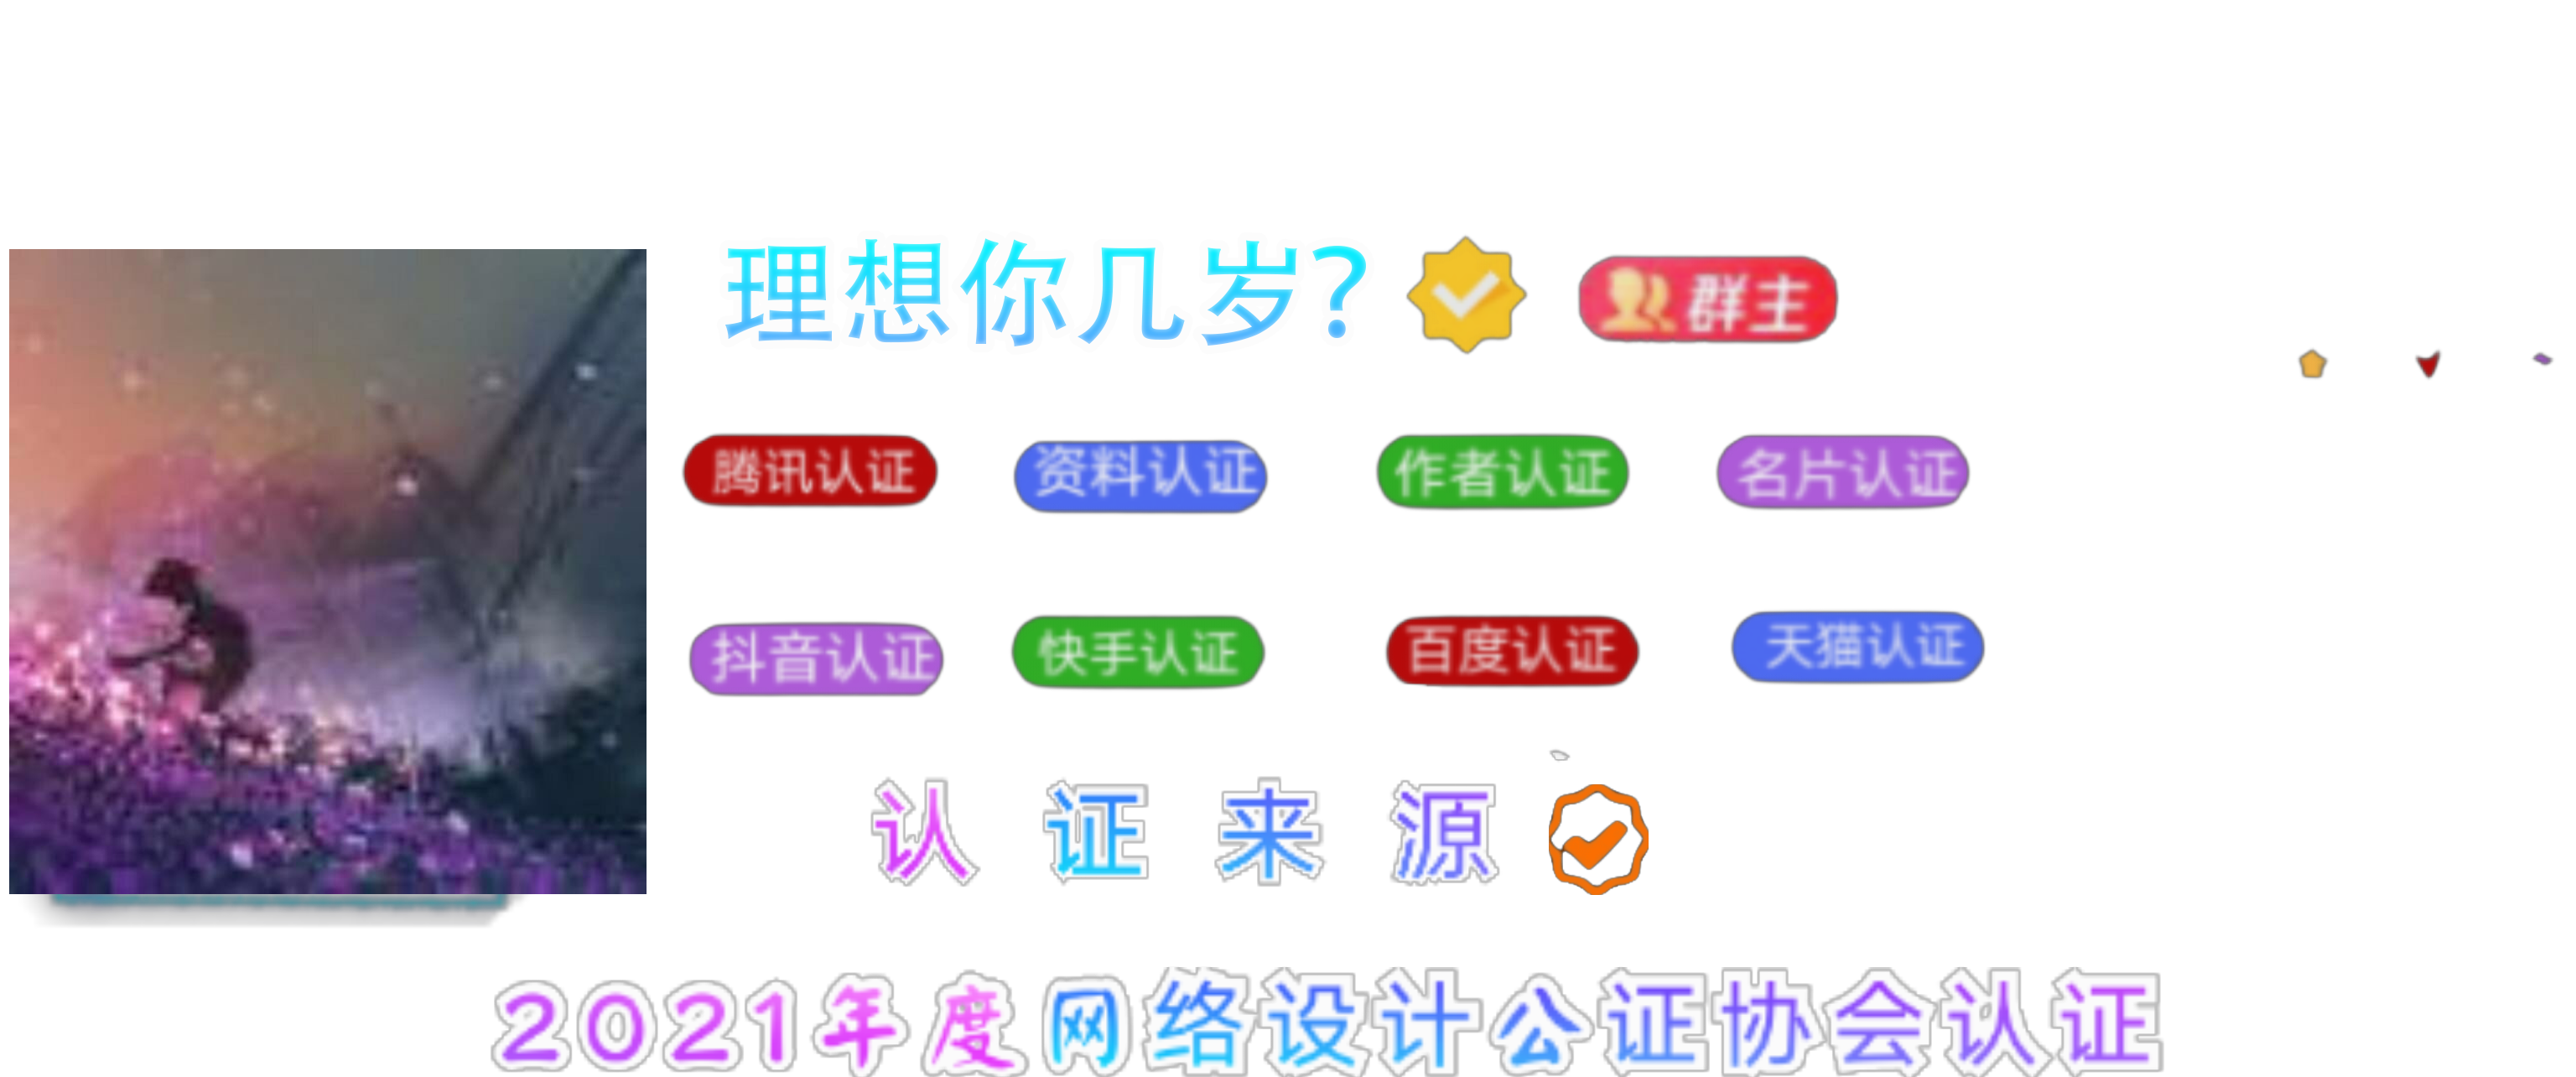 理想你几岁? 群主
腾讯认证 资料认证 作者认证 名片认证
抖音认证 快手认证 百度认证 天猫认证
认证来源
2021年度网络设计公证协会认证